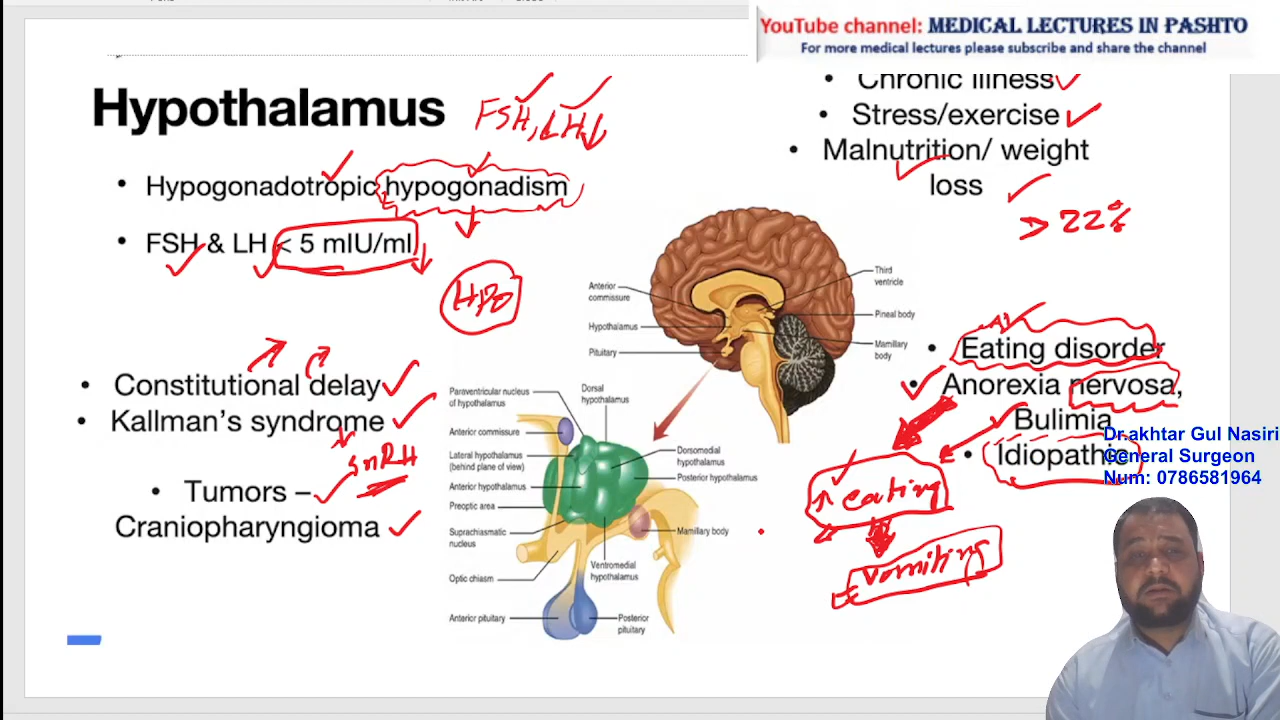 YouTube channel: MEDICAL LECTURES IN PASHTO
For more medical lectures please subscribe and share the channel
Hypothalamus
FSH, LH
• Hypogonadotropic hypogonadism
• FSH & LH < 5 mIU/ml
HPO
• Constitutional delay
• Kallman's syndrome
GnRH
• Tumors –
Craniopharyngioma
• Chronic illness
• Stress/exercise
• Malnutrition/ weight
loss
> 22%
Anterior
commissure
Hypothalamus
Pituitary
Third
ventricle
Pineal body
Mamillary
body
Paraventricular nucleus
of hypothalamus
Anterior commissure
Lateral hypothalamus
(behind plane of view)
Anterior hypothalamus
Preoptic area
Suprachiasmatic
nucleus
Optic chiasm
Anterior pituitary
Dorsal
hypothalamus
Dorsomedial
hypothalamus
Posterior hypothalamus
Mamillary body
Ventromedial
hypothalamus
Posterior
pituitary
• Eating disorder
• Anorexia nervosa,
Bulimia
• Idiopathic
↑ eating
vomiting
Dr.akhtar Gul Nasiri
General Surgeon
Num: 0786581964